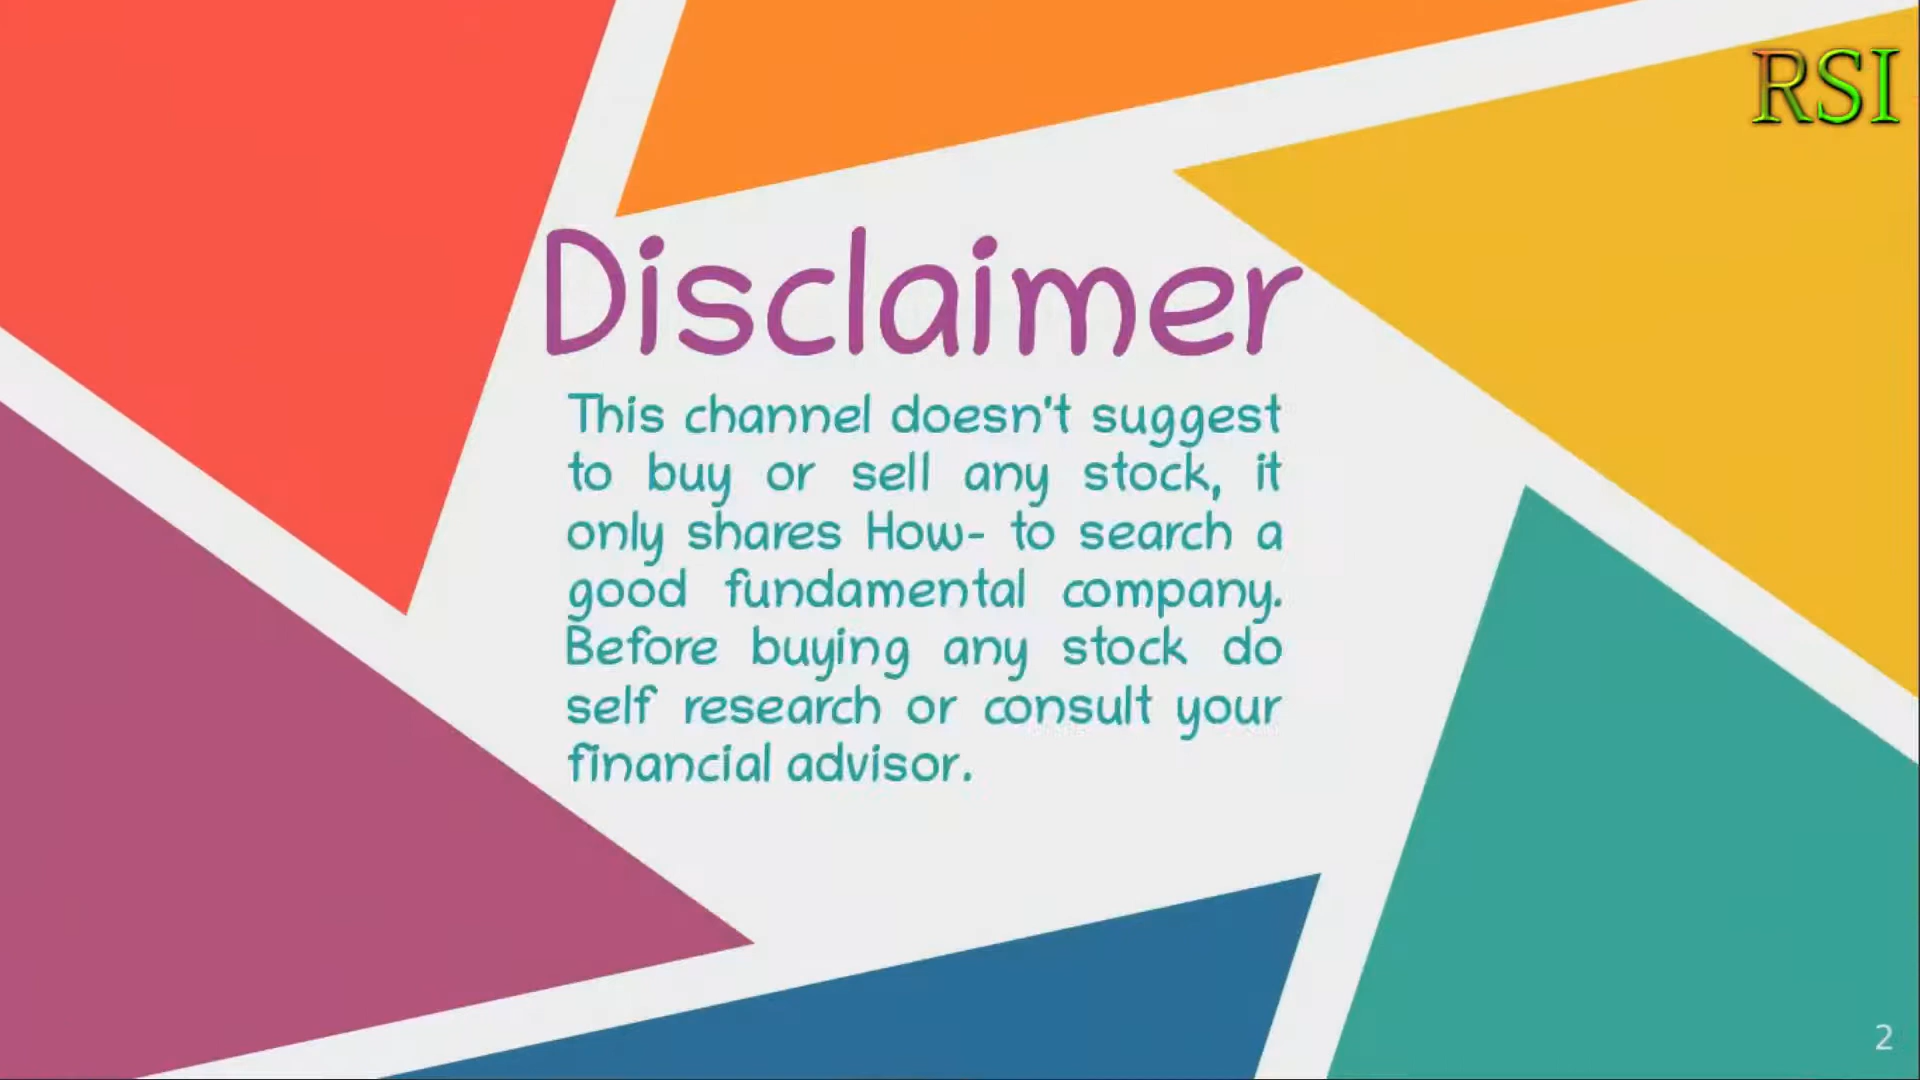 RSI
Disclaimer
This channel doesn't suggest
to buy or sell any stock, it
only shares How- to search a
good fundamental company.
Before buying any stock do
self research or consult your
financial advisor.
2